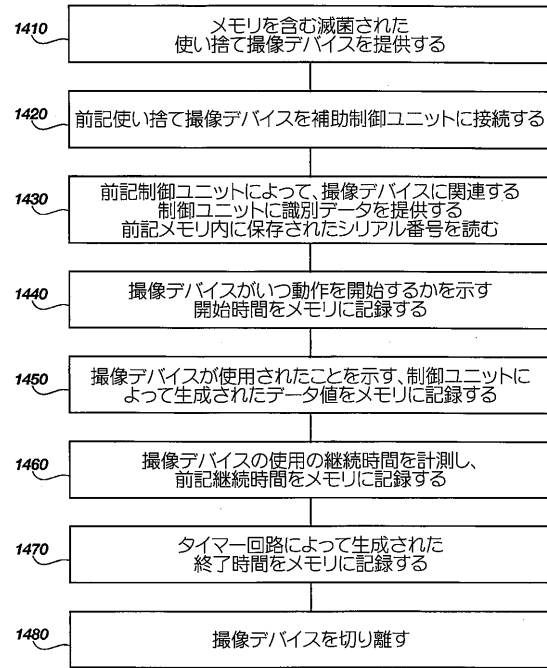 1410
メモリを含む滅菌された
使い捨て撮像デバイスを提供する
1420
前記使い捨て撮像デバイスを補助制御ユニットに接続する
1430
前記制御ユニットによって、撮像デバイスに関連する
制御ユニットに識別データを提供する
前記メモリ内に保存されたシリアル番号を読む
1440
撮像デバイスがいつ動作を開始するかを示す
開始時間をメモリに記録する
1450
撮像デバイスが使用されたことを示す、制御ユニットに
よって生成されたデータ値をメモリに記録する
1460
撮像デバイスの使用の継続時間を計測し、
前記継続時間をメモリに記録する
1470
タイマー回路によって生成された
終了時間をメモリに記録する
1480
撮像デバイスを切り離す